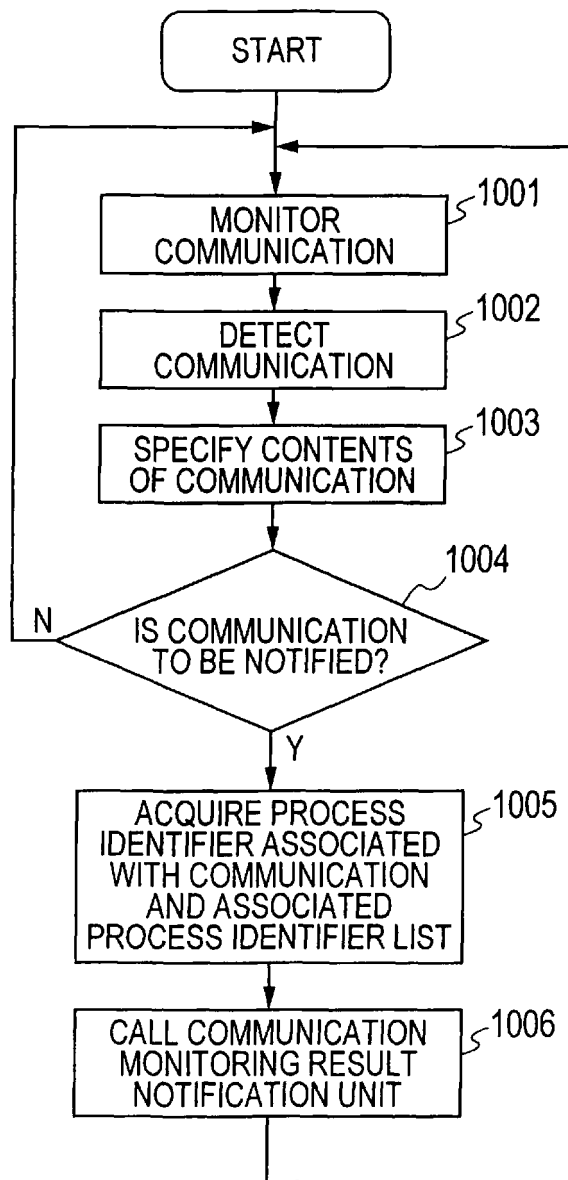 START
1001
MONITOR
COMMUNICATION
1002
DETECT
COMMUNICATION
1003
SPECIFY CONTENTS
OF COMMUNICATION
1004
N
IS COMMUNICATION
TO BE NOTIFIED?
Y
1005
ACQUIRE PROCESS
IDENTIFIER ASSOCIATED
WITH COMMUNICATION
AND ASSOCIATED
PROCESS IDENTIFIER LIST
1006
CALL COMMUNICATION
MONITORING RESULT
NOTIFICATION UNIT